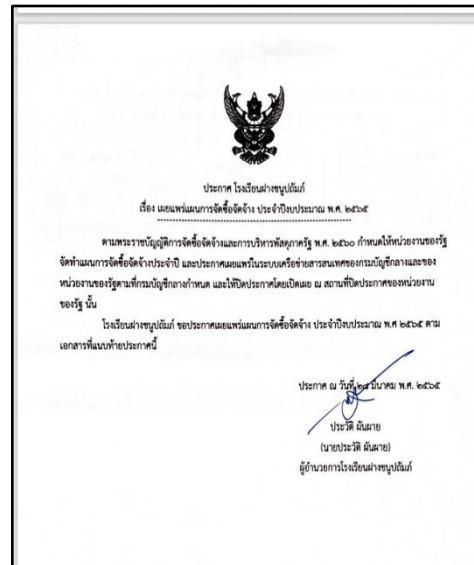 ประกาศ โรงเรียนฝางชนูปถัมภ์
เรื่อง เผยแพร่แผนการจัดซื้อจัดจ้าง ประจำปีงบประมาณ พ.ศ. ๒๕๖๕
ตามพระราชบัญญัติการจัดซื้อจัดจ้างและการบริหารพัสดุภาครัฐ พ.ศ. ๒๕๖๐ กำหนดให้หน่วยงานของรัฐ
จัดทำแผนการจัดซื้อจัดจ้างประจำปี และประกาศเผยแพร่ในระบบเครือข่ายสารสนเทศของกรมบัญชีกลางและของ
หน่วยงานของรัฐตามที่กรมบัญชีกลางกำหนด และให้ปิดประกาศโดยเปิดเผย ณ สถานที่ปิดประกาศของหน่วยงาน
ของรัฐ นั้น
โรงเรียนฝางชนูปถัมภ์ ขอประกาศเผยแพร่แผนการจัดซื้อจัดจ้าง ประจำปีงบประมาณ พ.ศ ๒๕๖๕ ตาม
เอกสารที่แนบท้ายประกาศนี้
ประกาศ ณ วันที่ ๒๘ มีนาคม พ.ศ. ๒๕๖๕
ประวัติ ผันผาย
(นายประวัติ ผันผาย)
ผู้อำนวยการโรงเรียนฝางชนูปถัมภ์